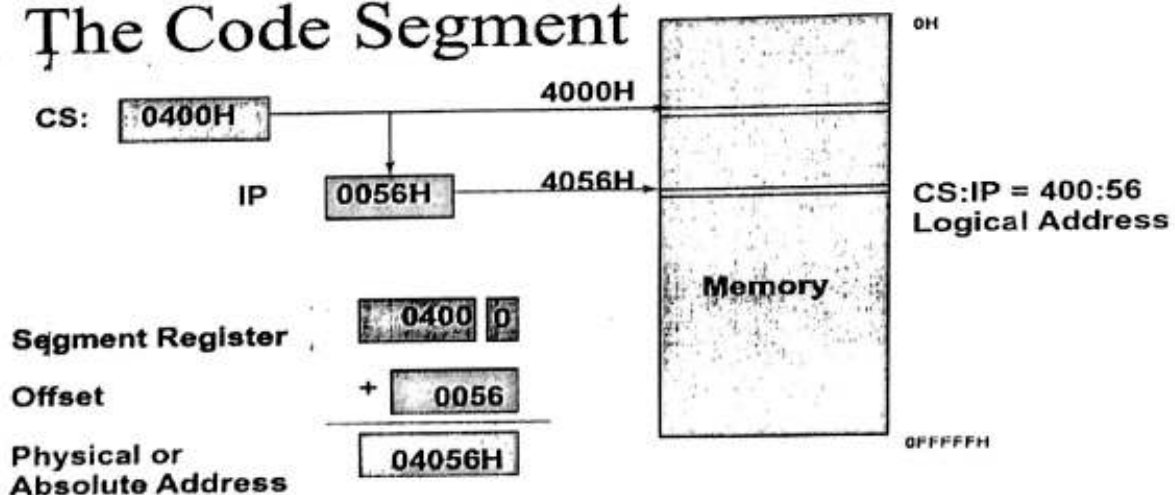 The Code Segment
0H
CS: 0400H
4000H
IP 0056H
4056H
CS:IP = 400:56
Logical Address
Memory
Segment Register 0400 0
Offset + 0056
Physical or
Absolute Address 04056H
0FFFFFH